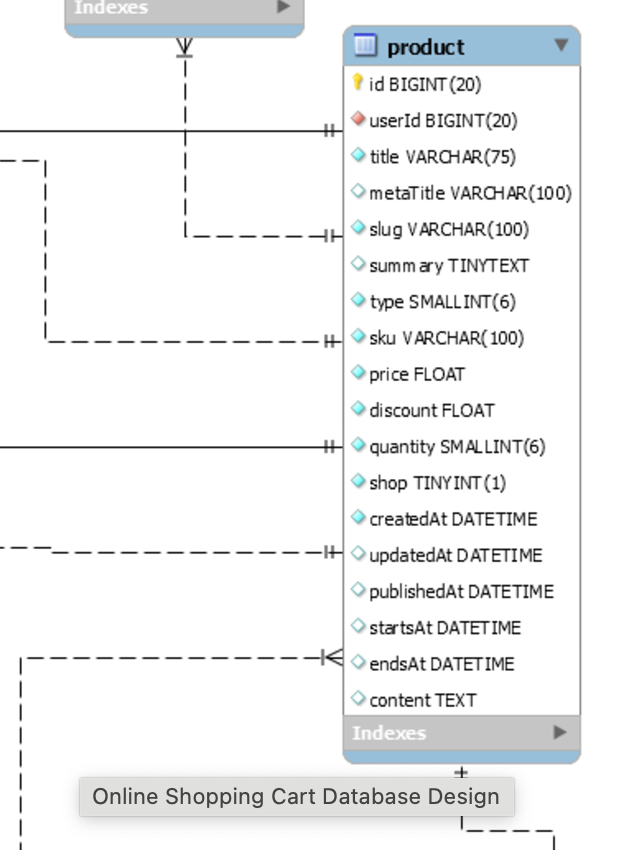 Indexes
product
id BIGINT(20)
userId BIGINT(20)
title VARCHAR(75)
metaTitle VARCHAR(100)
slug VARCHAR(100)
summary TINYTEXT
type SMALLINT(6)
sku VARCHAR(100)
price FLOAT
discount FLOAT
quantity SMALLINT(6)
shop TINYINT(1)
createdAt DATETIME
updatedAt DATETIME
publishedAt DATETIME
startsAt DATETIME
endsAt DATETIME
content TEXT
Indexes
Online Shopping Cart Database Design